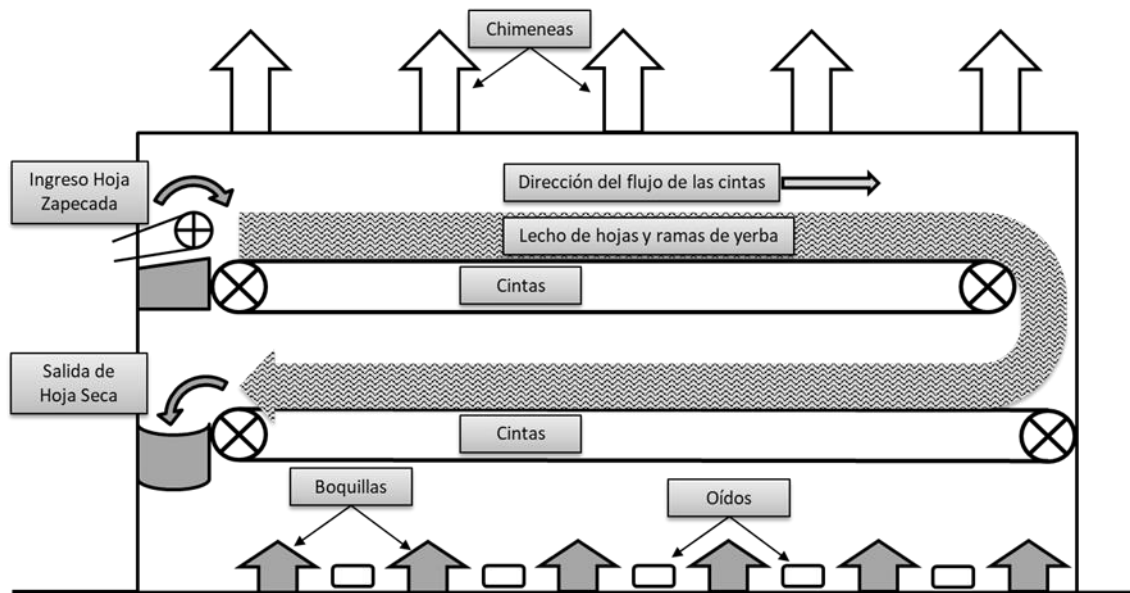 Chimeneas
Ingreso Hoja
Zapecada
Dirección del flujo de las cintas
Lecho de hojas y ramas de yerba
Cintas
Salida de
Hoja Seca
Cintas
Boquillas
Oídos